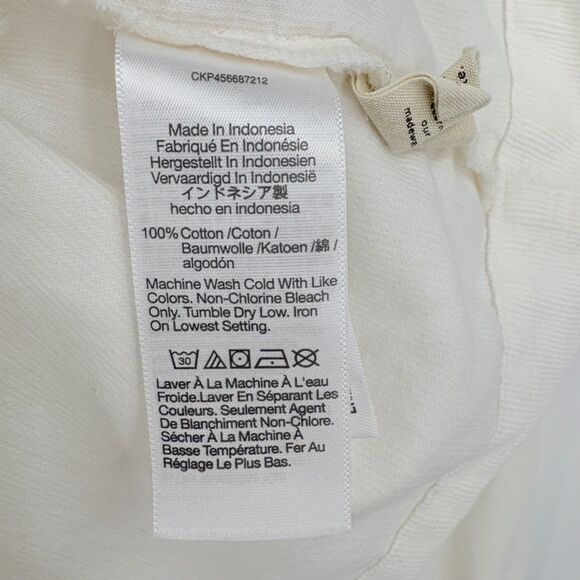 CKP456687212
Made In Indonesia
Fabriqué En Indonésie
Hergestellt In Indonesien
Vervaardigd In Indonesie
インドネシア製
hecho en indonesia
100% Cotton /Coton /
Baumwolle /Katoen /綿 /
algodón
Machine Wash Cold With Like
Colors. Non-Chlorine Bleach
Only. Tumble Dry Low. Iron
On Lowest Setting.
30
Laver À La Machine À L'eau
Froide.Laver En Séparant Les
Couleurs. Seulement Agent
De Blanchiment Non-Chlore.
Sécher À La Machine À
Basse Température. Fer Au
Réglage Le Plus Bas.
our
madewe